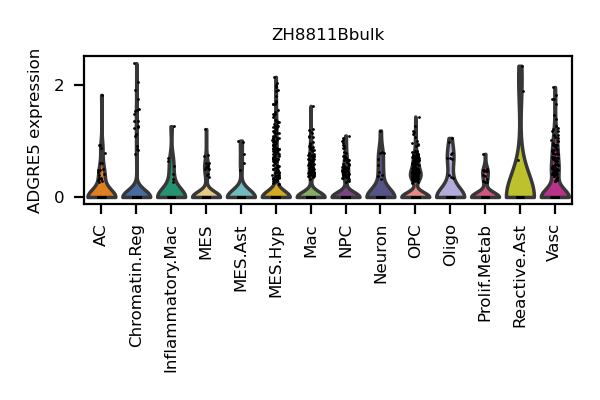 ZH8811Bbulk
ADGRE5 expression
2
0
AC
Chromatin.Reg
Inflammatory.Mac
MES
MES.Ast
MES.Hyp
Mac
NPC
Neuron
OPC
Oligo
Prolif.Metab
Reactive.Ast
Vasc